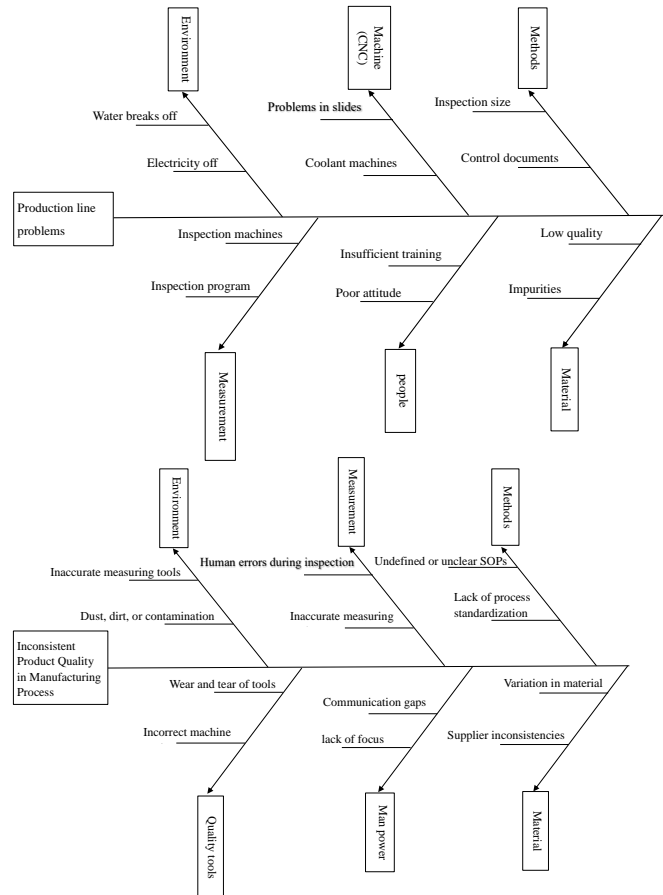 Environment
Machine
(CNC)
Methods
Water breaks off
Problems in slides
Inspection size
Electricity off
Coolant machines
Control documents
Production line
problems
Inspection machines
Insufficient training
Low quality
Inspection program
Poor attitude
Impurities
Measurement
people
Material
Environment
Measurement
Methods
Inaccurate measuring tools
Human errors during inspection
Undefined or unclear SOPs
Dust, dirt, or contamination
Inaccurate measuring
Lack of process
standardization
Inconsistent
Product Quality
in Manufacturing
Process
Wear and tear of tools
Communication gaps
Variation in material
Incorrect machine
lack of focus
Supplier inconsistencies
Quality tools
Man power
Material